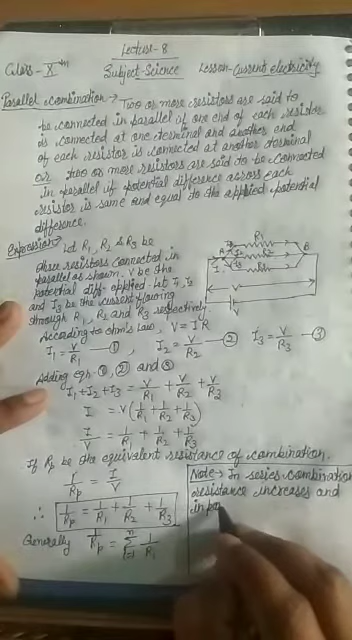 Lecture-8
Class-X th Subject-Science Lesson-Current electricity
Parallel combination→ Two or more resistors are said to
be connected in parallel if one end of each resistor
is connected at one terminal and another end
of each resistor is connected at another terminal
or two or more resistors are said to be connected
in parallel if potential difference across each
resistor is same and equal to the applied potential
difference.
Expression→ Let R1, R2 & R3 be
three resistors connected in
parallel as shown. V be the
potential diff. applied. Let I1, I2
and I3 be the current flowing
through R1, R2 and R3 respectively
R1
A
B
I
V
V
According to Ohm's Law, V = IR
I1 = V/R1 — ① , I2 = V/R2 — ② I3 = V/R3 — ③
Adding eqn. ①, ② and ③
I1 + I2 + I3 = V/R1 + V/R2 + V/R3
I = V(1/R1 + 1/R2 + 1/R3)
I/V = 1/R1 + 1/R2 + 1/R3
If Rp be the equivalent resistance of combination.
1/Rp = I/V
∴ 1/Rp = 1/R1 + 1/R2 + 1/R3
Generally 1/Rp = Σ 1/Ri
Note→ In series combination
resistance increases and
in pa